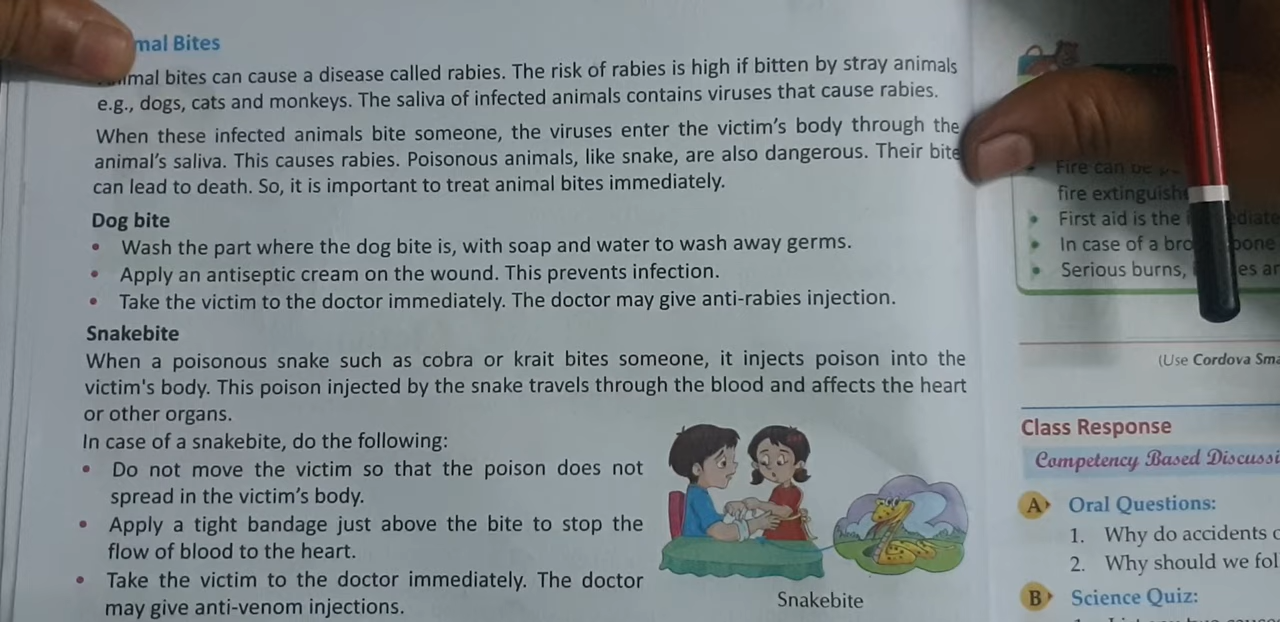 mal Bites
imal bites can cause a disease called rabies. The risk of rabies is high if bitten by stray animals
e.g., dogs, cats and monkeys. The saliva of infected animals contains viruses that cause rabies.
When these infected animals bite someone, the viruses enter the victim's body through the
animal's saliva. This causes rabies. Poisonous animals, like snake, are also dangerous. Their bite
can lead to death. So, it is important to treat animal bites immediately.
Dog bite
• Wash the part where the dog bite is, with soap and water to wash away germs.
• Apply an antiseptic cream on the wound. This prevents infection.
• Take the victim to the doctor immediately. The doctor may give anti-rabies injection.
Snakebite
When a poisonous snake such as cobra or krait bites someone, it injects poison into the
victim's body. This poison injected by the snake travels through the blood and affects the heart
or other organs.
In case of a snakebite, do the following:
• Do not move the victim so that the poison does not
spread in the victim's body.
• Apply a tight bandage just above the bite to stop the
flow of blood to the heart.
• Take the victim to the doctor immediately. The doctor
may give anti-venom injections.
Snakebite
Fire can be
fire extinguish
• First aid is the ediate
• In case of a bro bone
• Serious burns, es ar
(Use Cordova Sma
Class Response
Competency Based Discussi
A Oral Questions:
1. Why do accidents
2. Why should we fol
B Science Quiz: